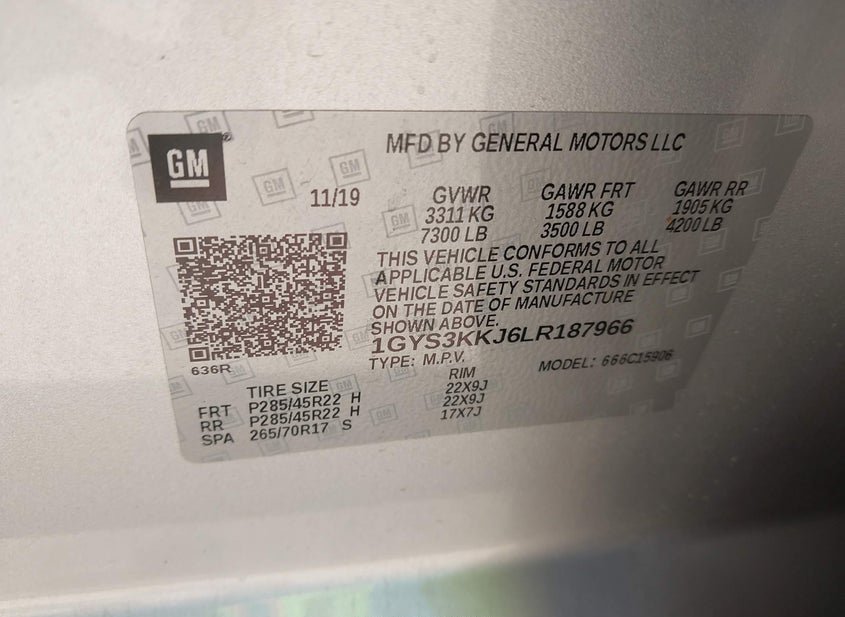 GM
MFD BY GENERAL MOTORS LLC
11/19
GVWR GAWR FRT GAWR RR
3311 KG 1588 KG 1905 KG
7300 LB 3500 LB 4200 LB
THIS VEHICLE CONFORMS TO ALL
APPLICABLE U.S. FEDERAL MOTOR
VEHICLE SAFETY STANDARDS IN EFFECT
ON THE DATE OF MANUFACTURE
SHOWN ABOVE.
1GYS3KKJ6LR187966
TYPE: M.P.V. MODEL: 666C15906
636R
TIRE SIZE RIM
FRT P285/45R22 H 22X9J
RR P285/45R22 H 22X9J
SPA 265/70R17 S 17X7J